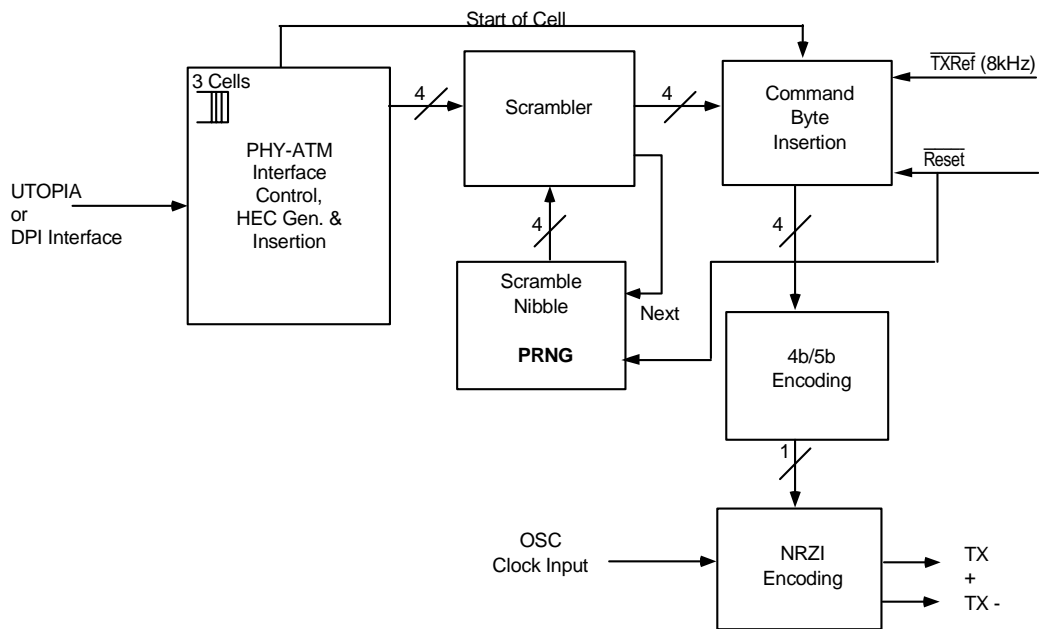 Start of Cell
3 Cells
PHY-ATM
Interface
Control,
HEC Gen. &
Insertion
UTOPIA
or
DPI Interface
4
Scrambler
4
Command
Byte
Insertion
TXRef (8kHz)
Reset
4
Scramble
Nibble
PRNG
Next
4
4b/5b
Encoding
1
OSC
Clock Input
NRZI
Encoding
TX
+
TX -